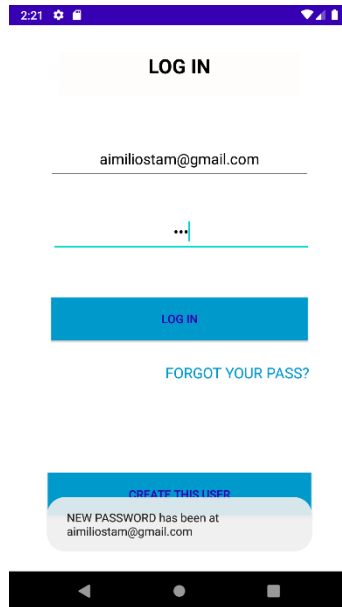 2:21
LOG IN
aimiliostam@gmail.com
•••
LOG IN
FORGOT YOUR PASS?
CREATE THIS USER
NEW PASSWORD has been at
aimiliostam@gmail.com